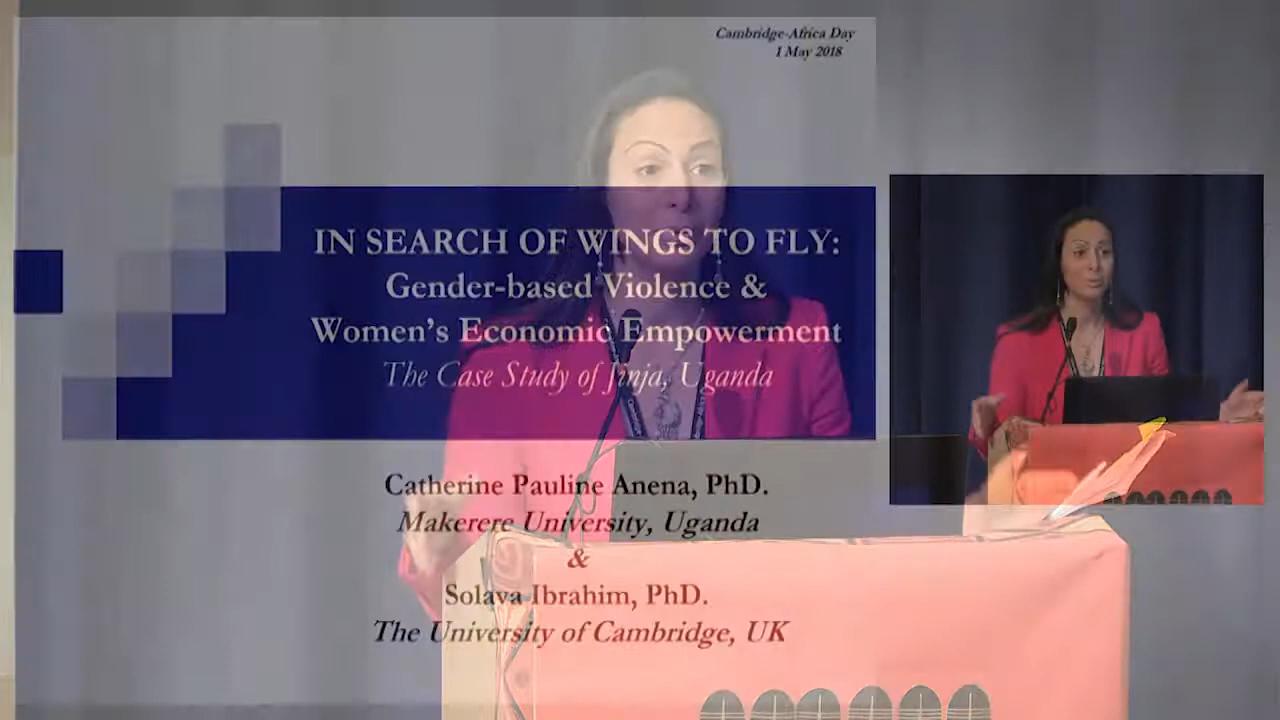 Cambridge-Africa Day
1 May 2018
IN SEARCH OF WINGS TO FLY:
Gender-based Violence &
Women's Economic Empowerment
The Case Study of Jinja, Uganda
Catherine Pauline Anena, PhD.
Makerere University, Uganda
&
Solava Ibrahim, PhD.
The University of Cambridge, UK